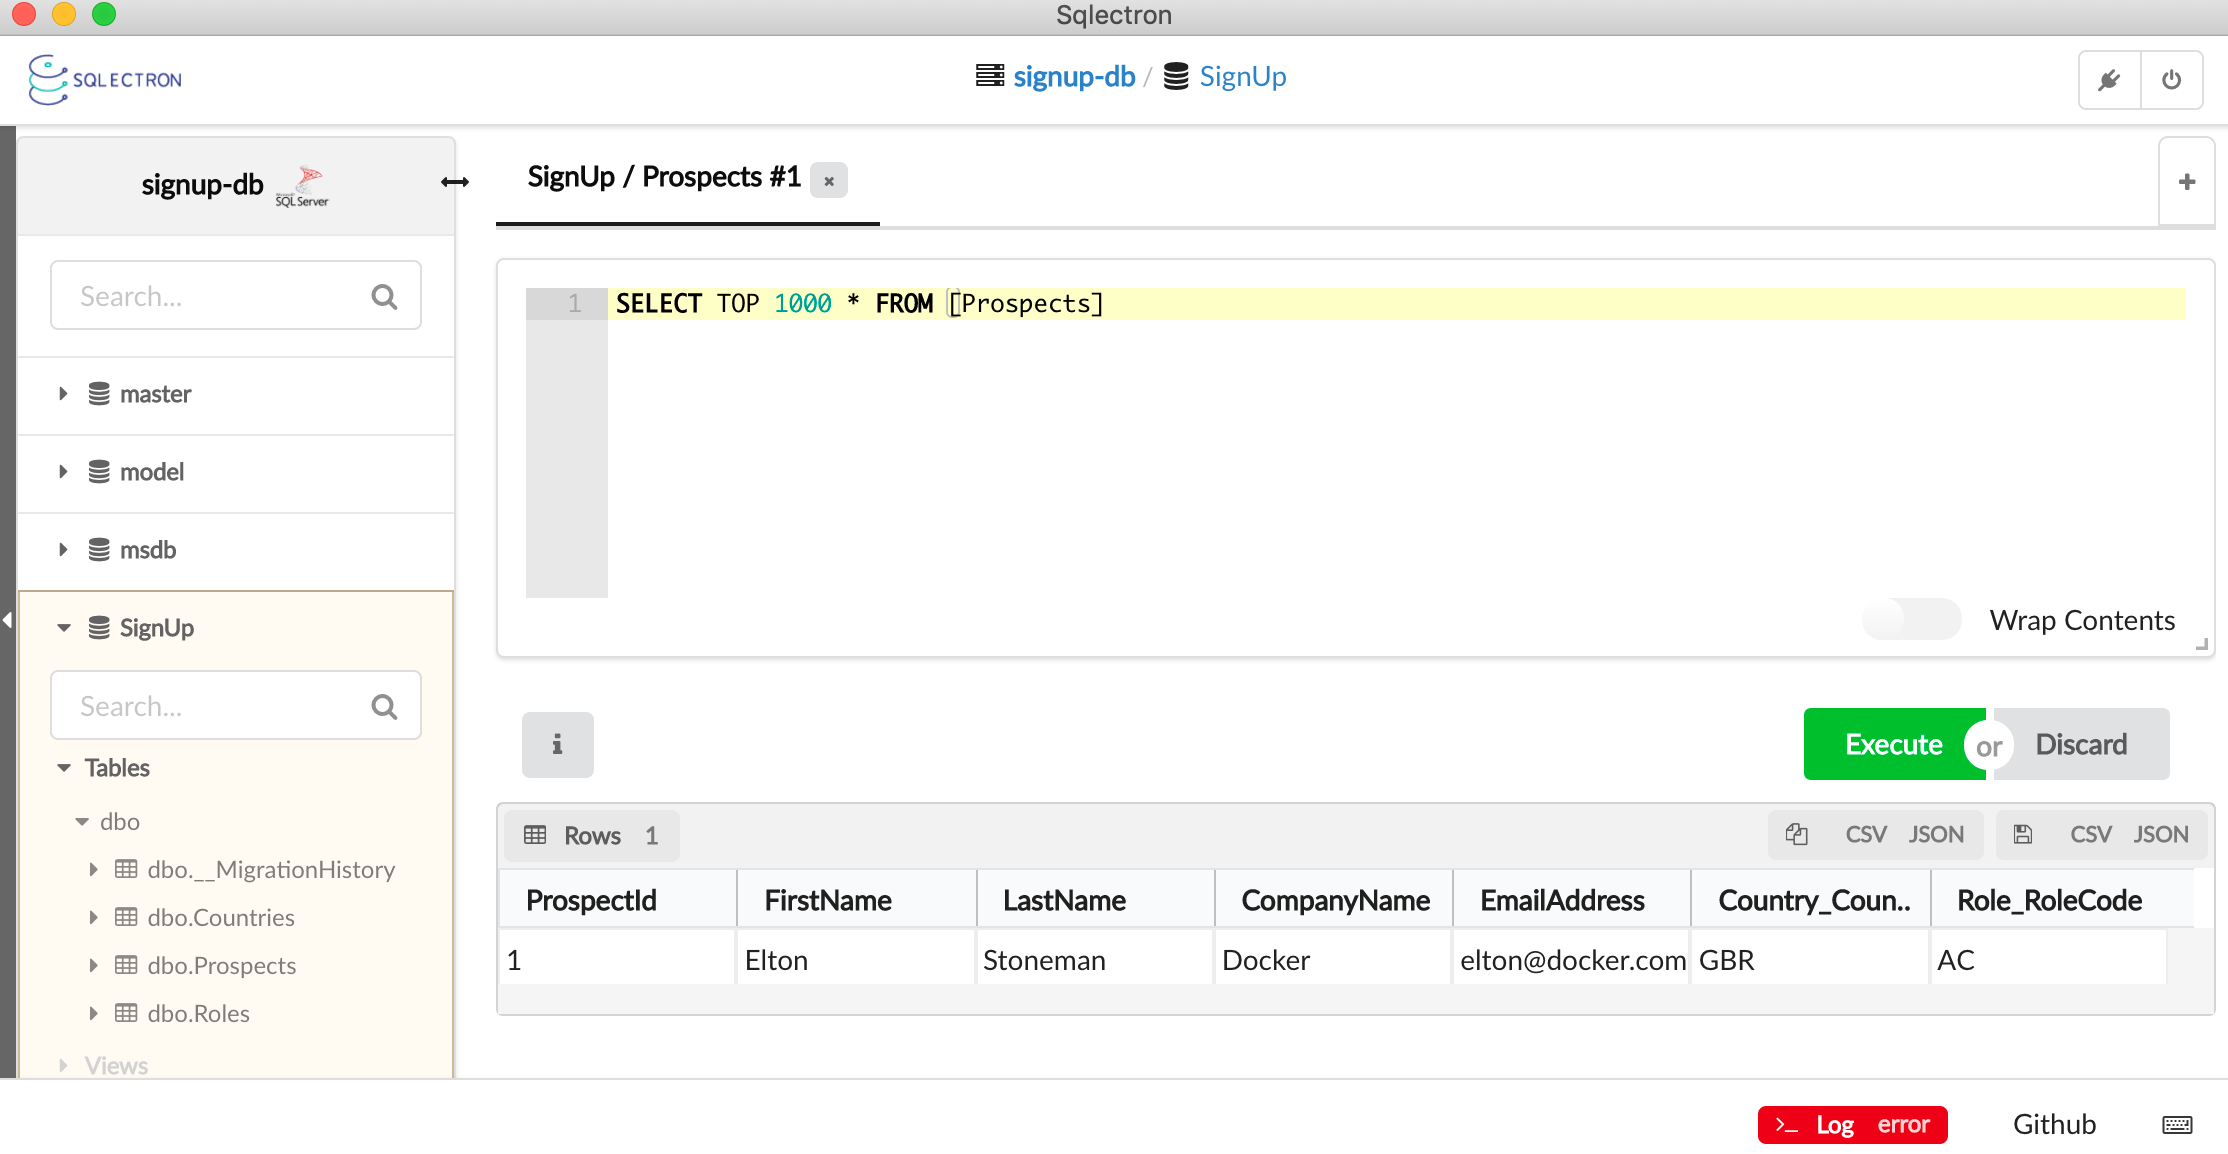 Sqlectron
SQLECTRON
signup-db / SignUp
signup-db
Microsoft
SQL Server
Search...
master
model
msdb
SignUp
Search...
Tables
dbo
dbo.__MigrationHistory
dbo.Countries
dbo.Prospects
dbo.Roles
Views
SignUp / Prospects #1 ×
+
1 SELECT TOP 1000 * FROM [Prospects]
Wrap Contents
i
Execute or Discard
Rows 1
CSV JSON CSV JSON
ProspectId FirstName LastName CompanyName EmailAddress Country_Coun.. Role_RoleCode
1 Elton Stoneman Docker elton@docker.com GBR AC
>_ Log error Github